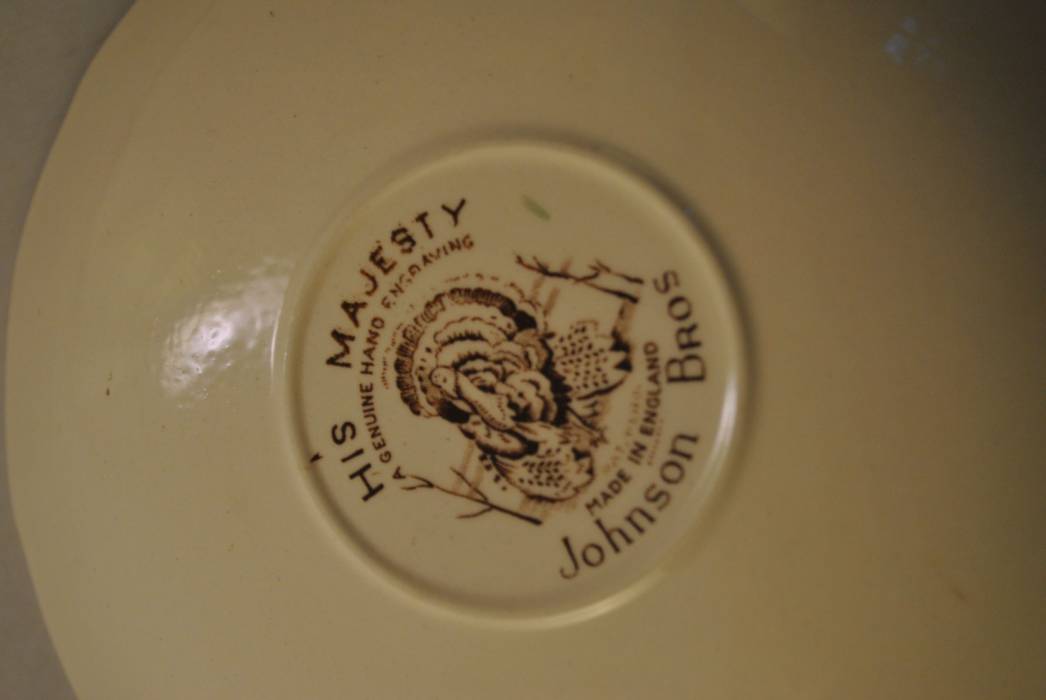 HIS MAJESTY
A GENUINE HAND ENGRAVING
MADE IN ENGLAND
Johnson Bros